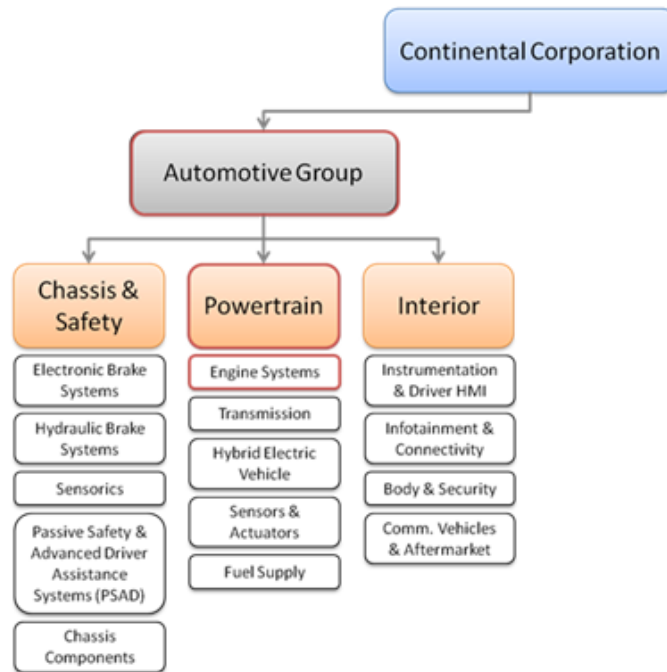 Continental Corporation
Automotive Group
Chassis &
Safety
Electronic Brake
Systems
Hydraulic Brake
Systems
Sensorics
Passive Safety &
Advanced Driver
Assistance
Systems (PSAD)
Chassis
Components
Powertrain
Engine Systems
Transmission
Hybrid Electric
Vehicle
Sensors &
Actuators
Fuel Supply
Interior
Instrumentation
& Driver HMI
Infotainment &
Connectivity
Body & Security
Comm. Vehicles
& Aftermarket